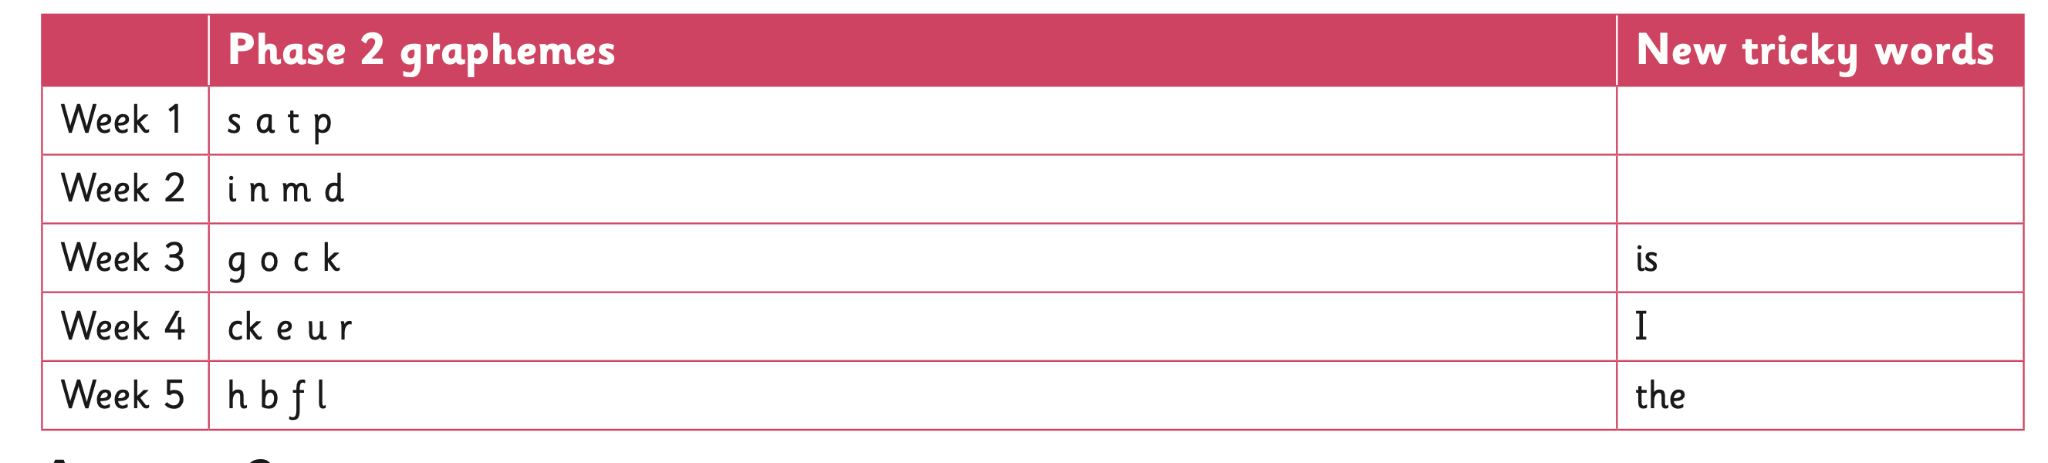 Phase 2 graphemes New tricky words
Week 1 s a t p
Week 2 i n m d
Week 3 g o c k is
Week 4 ck e u r I
Week 5 h b f l the